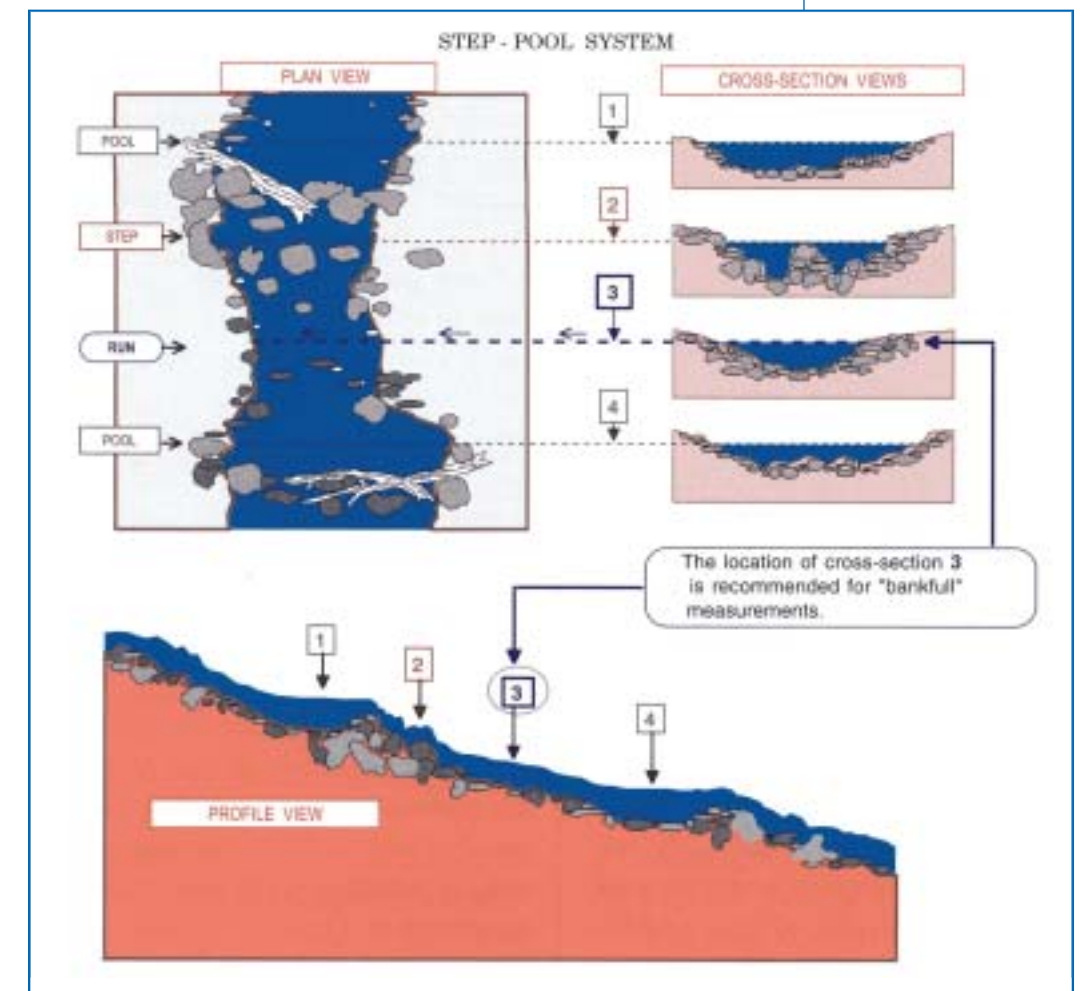 STEP - POOL SYSTEM
PLAN VIEW
CROSS-SECTION VIEWS
POOL
1
STEP
2
3
RUN
4
POOL
The location of cross-section 3
is recommended for "bankfull"
measurements.
1
2
3
4
PROFILE VIEW